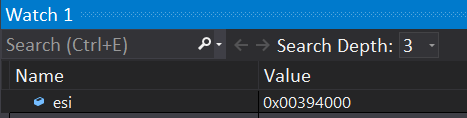 Watch 1
Search (Ctrl+E) Search Depth: 3
Name Value
esi 0x00394000